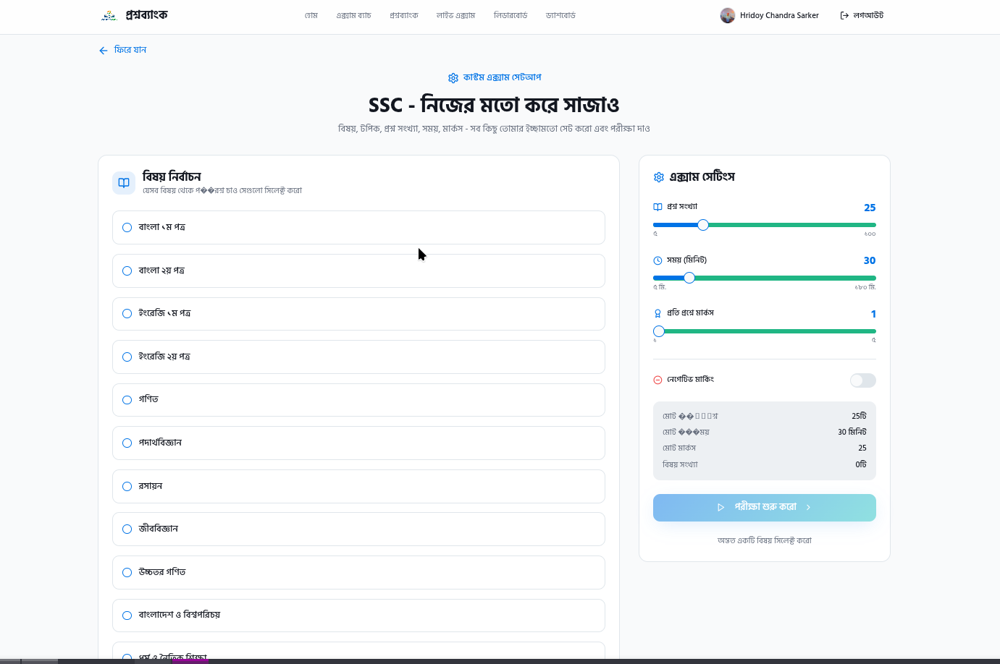 প্রশ্নব্যাংক
হোম
এক্সাম ব্যাচ
প্রশ্নব্যাংক
লাইভ এক্সাম
লিডারবোর্ড
ড্যাশবোর্ড
Hridoy Chandra Sarker
লগআউট
ফিরে যান
কাস্টম এক্সাম সেটআপ
SSC - নিজের মতো করে সাজাও
বিষয়, টপিক, প্রশ্ন সংখ্যা, সময়, মার্কস - সব কিছু তোমার ইচ্ছামতো সেট করো এবং পরীক্ষা দাও
বিষয় নির্বাচন
যেসব বিষয় থেকে প��রশ্ন চাও সেগুলো সিলেক্ট করো
বাংলা ১ম পত্র
বাংলা ২য় পত্র
ইংরেজি ১ম পত্র
ইংরেজি ২য় পত্র
গণিত
পদার্থবিজ্ঞান
রসায়ন
জীববিজ্ঞান
উচ্চতর গণিত
বাংলাদেশ ও বিশ্বপরিচয়
ধর্ম ও নৈতিক শিক্ষা
এক্সাম সেটিংস
প্রশ্ন সংখ্যা
25
৫
১০০
সময় (মিনিট)
30
৫ মি.
১৮০ মি.
প্রতি প্রশ্নে মার্কস
1
১
৫
নেগেটিভ মার্কিং
মোট ��শ্ন
25টি
মোট ���ময়
30 মিনিট
মোট মার্কস
25
বিষয় সংখ্যা
0টি
পরীক্ষা শুরু করো
অন্তত একটি বিষয় সিলেক্ট করো